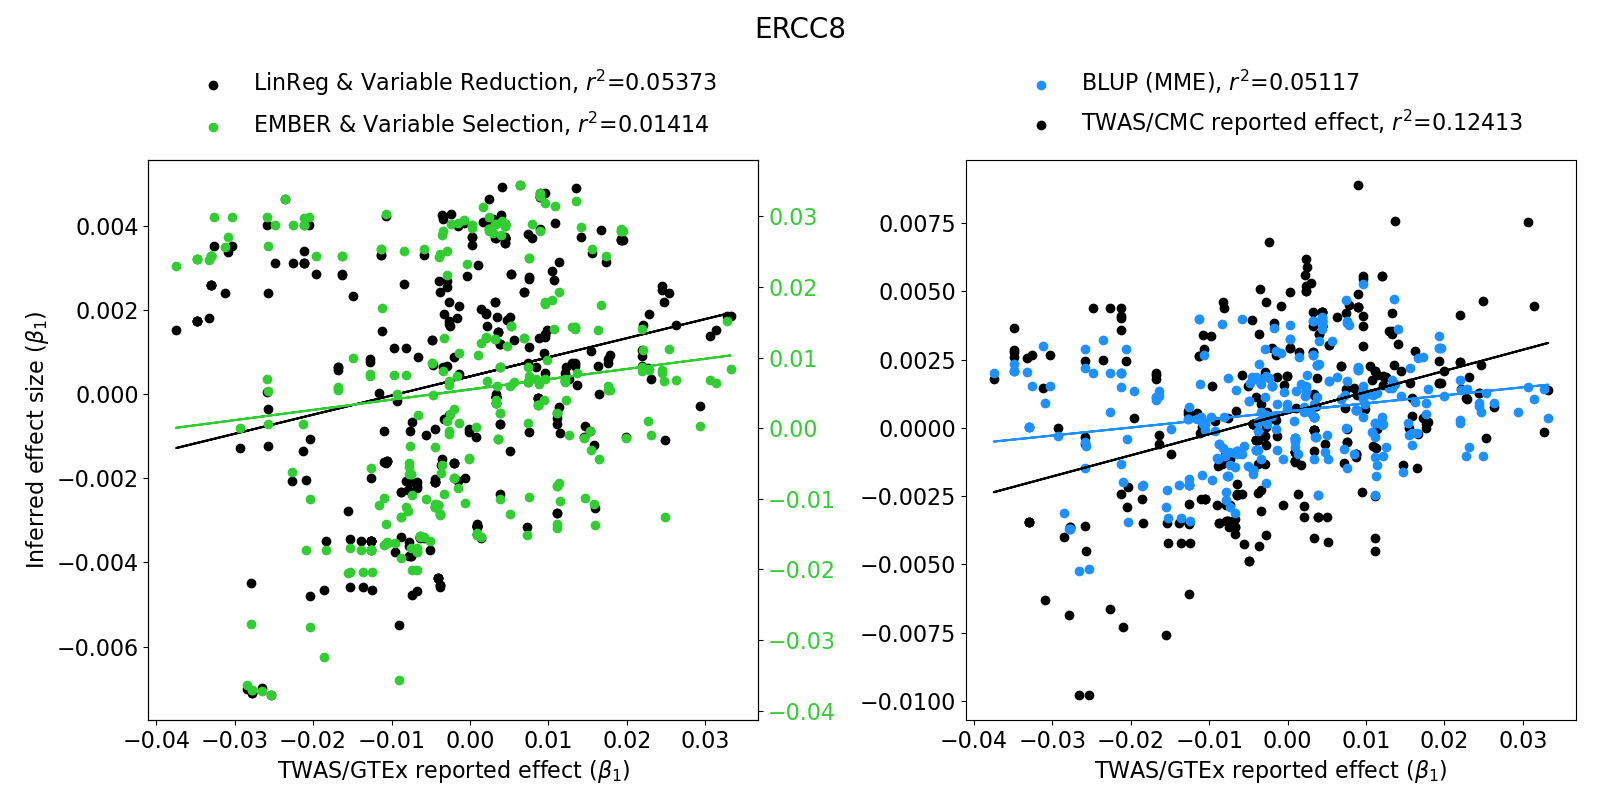 ERCC8
LinReg & Variable Reduction, r²=0.05373
EMBER & Variable Selection, r²=0.01414
BLUP (MME), r²=0.05117
TWAS/CMC reported effect, r²=0.12413
Inferred effect size (β₁)
0.004
0.002
0.000
−0.002
−0.004
−0.006
0.03
0.02
0.01
0.00
−0.01
−0.02
−0.03
−0.04
−0.04 −0.03 −0.02 −0.01 0.00 0.01 0.02 0.03
TWAS/GTEx reported effect (β₁)
0.0075
0.0050
0.0025
0.0000
−0.0025
−0.0050
−0.0075
−0.0100
−0.04 −0.03 −0.02 −0.01 0.00 0.01 0.02 0.03
TWAS/GTEx reported effect (β₁)